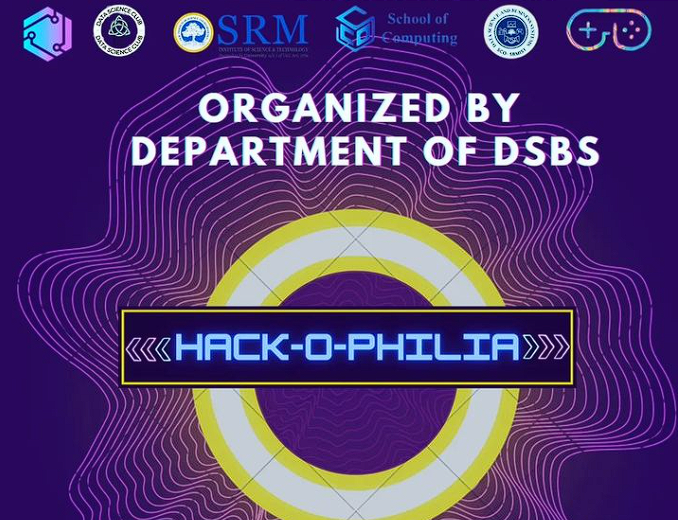 DATA SCIENCE CLUB
DATA SCIENCE CLUB
SRM
INSTITUTE OF SCIENCE & TECHNOLOGY
School of
Computing
ORGANIZED BY
DEPARTMENT OF DSBS
HACK-O-PHILIA